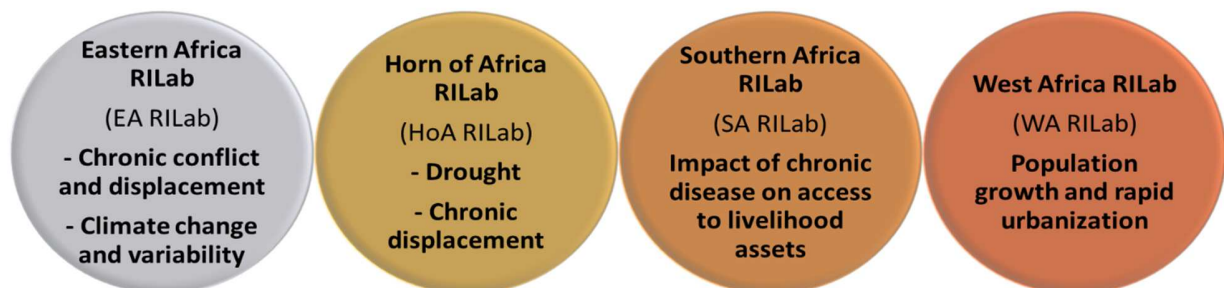 Eastern Africa
RILab
(EA RILab)
- Chronic conflict
and displacement
- Climate change
and variability
Horn of Africa
RILab
(HoA RILab)
- Drought
- Chronic
displacement
Southern Africa
RILab
(SA RILab)
Impact of chronic
disease on access
to livelihood
assets
West Africa RILab
(WA RILab)
Population
growth and rapid
urbanization